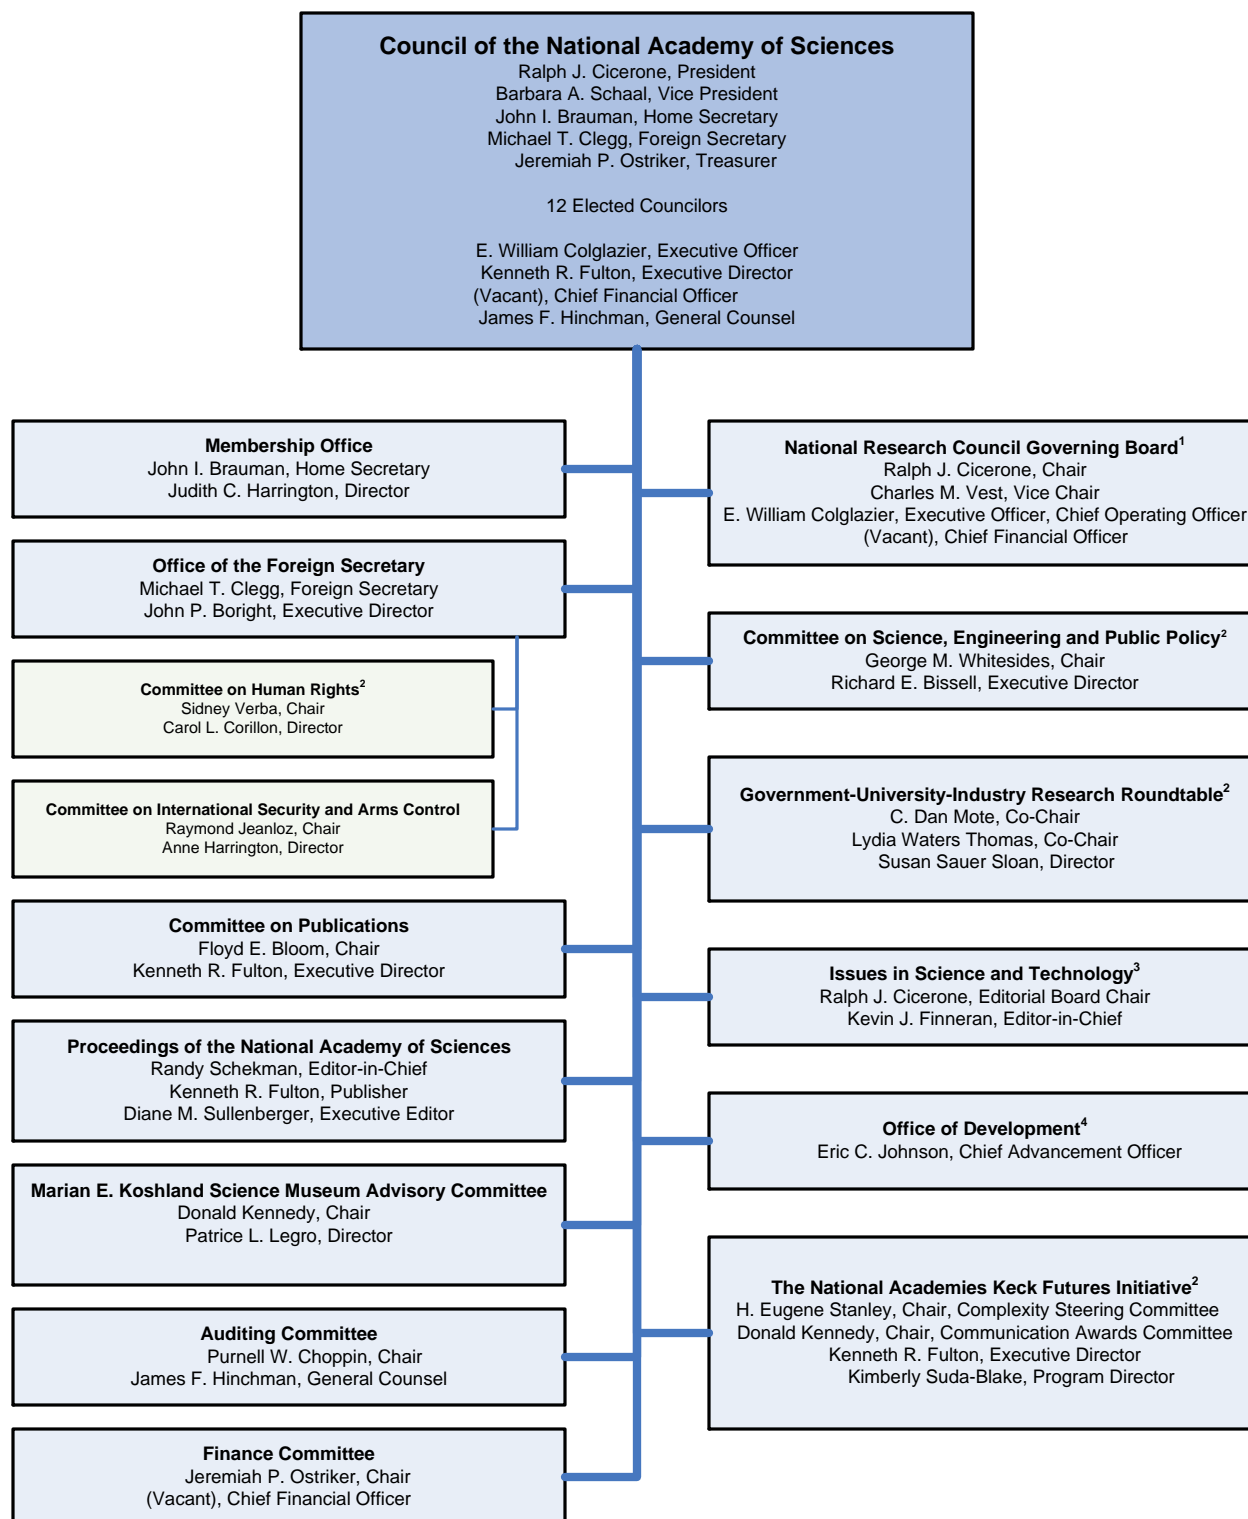 Council of the National Academy of Sciences
Ralph J. Cicerone, President
Barbara A. Schaal, Vice President
John I. Brauman, Home Secretary
Michael T. Clegg, Foreign Secretary
Jeremiah P. Ostriker, Treasurer
12 Elected Councilors
E. William Colglazier, Executive Officer
Kenneth R. Fulton, Executive Director
(Vacant), Chief Financial Officer
James F. Hinchman, General Counsel
Membership Office
John I. Brauman, Home Secretary
Judith C. Harrington, Director
Office of the Foreign Secretary
Michael T. Clegg, Foreign Secretary
John P. Boright, Executive Director
Committee on Human Rights²
Sidney Verba, Chair
Carol L. Corillon, Director
Committee on International Security and Arms Control
Raymond Jeanloz, Chair
Anne Harrington, Director
Committee on Publications
Floyd E. Bloom, Chair
Kenneth R. Fulton, Executive Director
Proceedings of the National Academy of Sciences
Randy Schekman, Editor-in-Chief
Kenneth R. Fulton, Publisher
Diane M. Sullenberger, Executive Editor
Marian E. Koshland Science Museum Advisory Committee
Donald Kennedy, Chair
Patrice L. Legro, Director
Auditing Committee
Purnell W. Choppin, Chair
James F. Hinchman, General Counsel
Finance Committee
Jeremiah P. Ostriker, Chair
(Vacant), Chief Financial Officer
National Research Council Governing Board¹
Ralph J. Cicerone, Chair
Charles M. Vest, Vice Chair
E. William Colglazier, Executive Officer, Chief Operating Officer
(Vacant), Chief Financial Officer
Committee on Science, Engineering and Public Policy²
George M. Whitesides, Chair
Richard E. Bissell, Executive Director
Government-University-Industry Research Roundtable²
C. Dan Mote, Co-Chair
Lydia Waters Thomas, Co-Chair
Susan Sauer Sloan, Director
Issues in Science and Technology³
Ralph J. Cicerone, Editorial Board Chair
Kevin J. Finneran, Editor-in-Chief
Office of Development⁴
Eric C. Johnson, Chief Advancement Officer
The National Academies Keck Futures Initiative²
H. Eugene Stanley, Chair, Complexity Steering Committee
Donald Kennedy, Chair, Communication Awards Committee
Kenneth R. Fulton, Executive Director
Kimberly Suda-Blake, Program Director